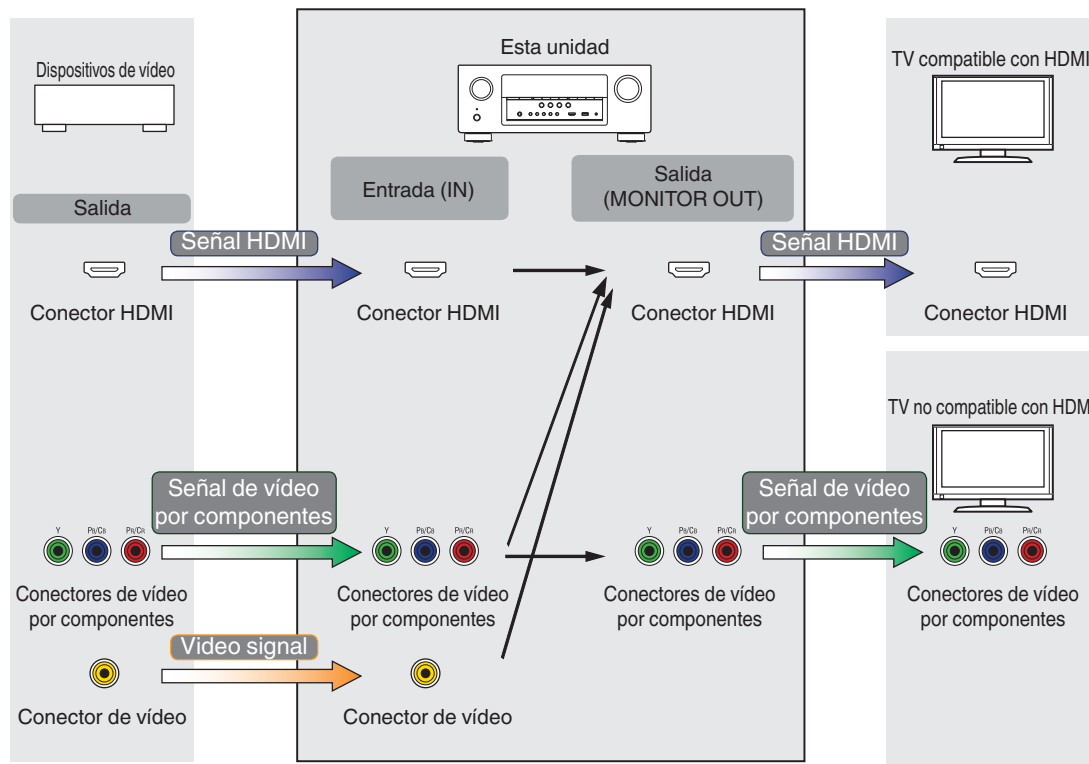 Esta unidad
Dispositivos de vídeo
TV compatible con HDMI
Entrada (IN)
Salida
(MONITOR OUT)
Salida
Señal HDMI
Señal HDMI
Conector HDMI
Conector HDMI
Conector HDMI
Conector HDMI
TV no compatible con HDM
Señal de vídeo
por componentes
Señal de vídeo
por componentes
Y PB/CB PR/CR
Y PB/CB PR/CR
Y PB/CB PR/CR
Y PB/CB PR/CR
Conectores de vídeo
por componentes
Conectores de vídeo
por componentes
Conectores de vídeo
por componentes
Conectores de vídeo
por componentes
Video signal
Conector de vídeo
Conector de vídeo